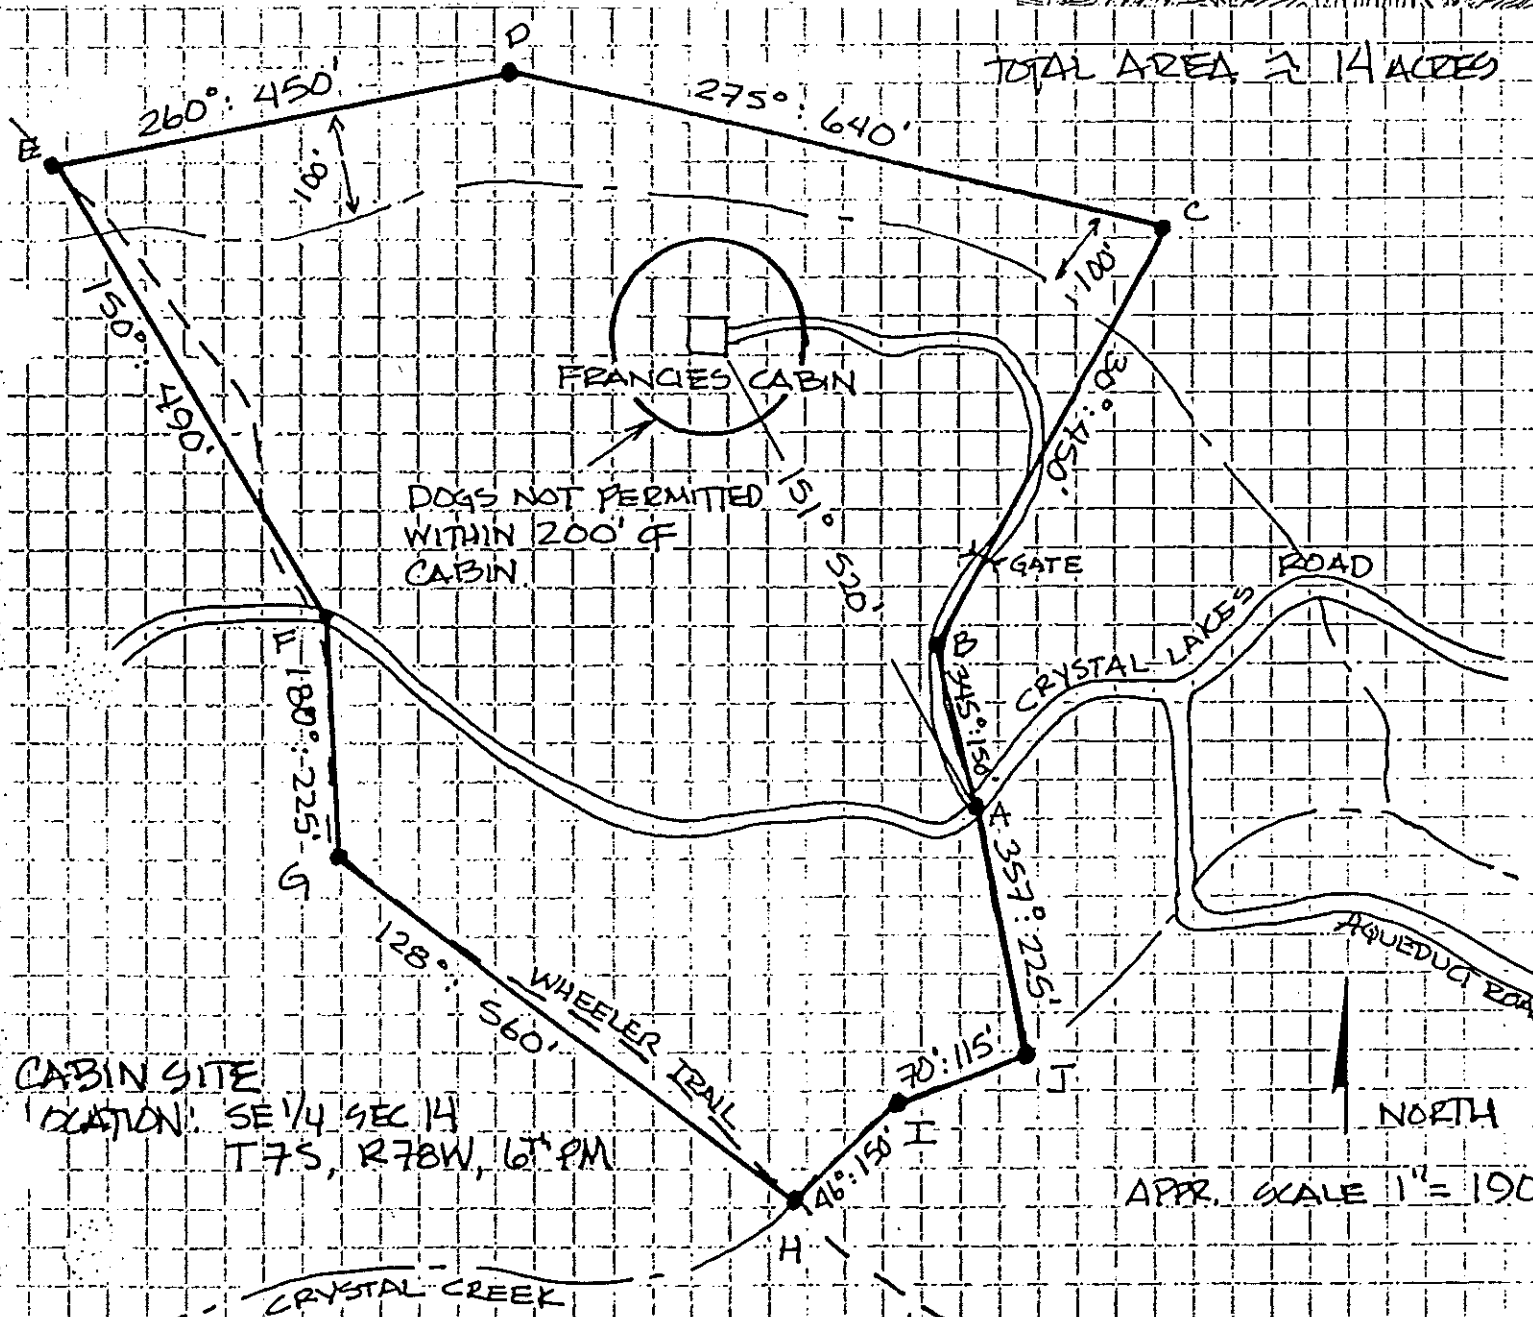 D
TOTAL AREA ≈ 14 ACRES
260°: 450'
275°: 640'
E
100'
C
100'
150°: 490'
30°: 450'
FRANCIES CABIN
151° 520'
DOGS NOT PERMITTED
WITHIN 200' OF
CABIN.
GATE
ROAD
CRYSTAL LAKES
B
F
345°: 150'
180°: 225'
A
357°: 225'
G
AQUEDUCT
128°: 560'
WHEELER TRAIL
70°: 115'
J
I
CABIN SITE
LOCATION: SE 1/4 SEC 14
T7S, R78W, 6TH PM
46°: 150'
NORTH
APPR. SCALE 1" = 190
H
CRYSTAL CREEK